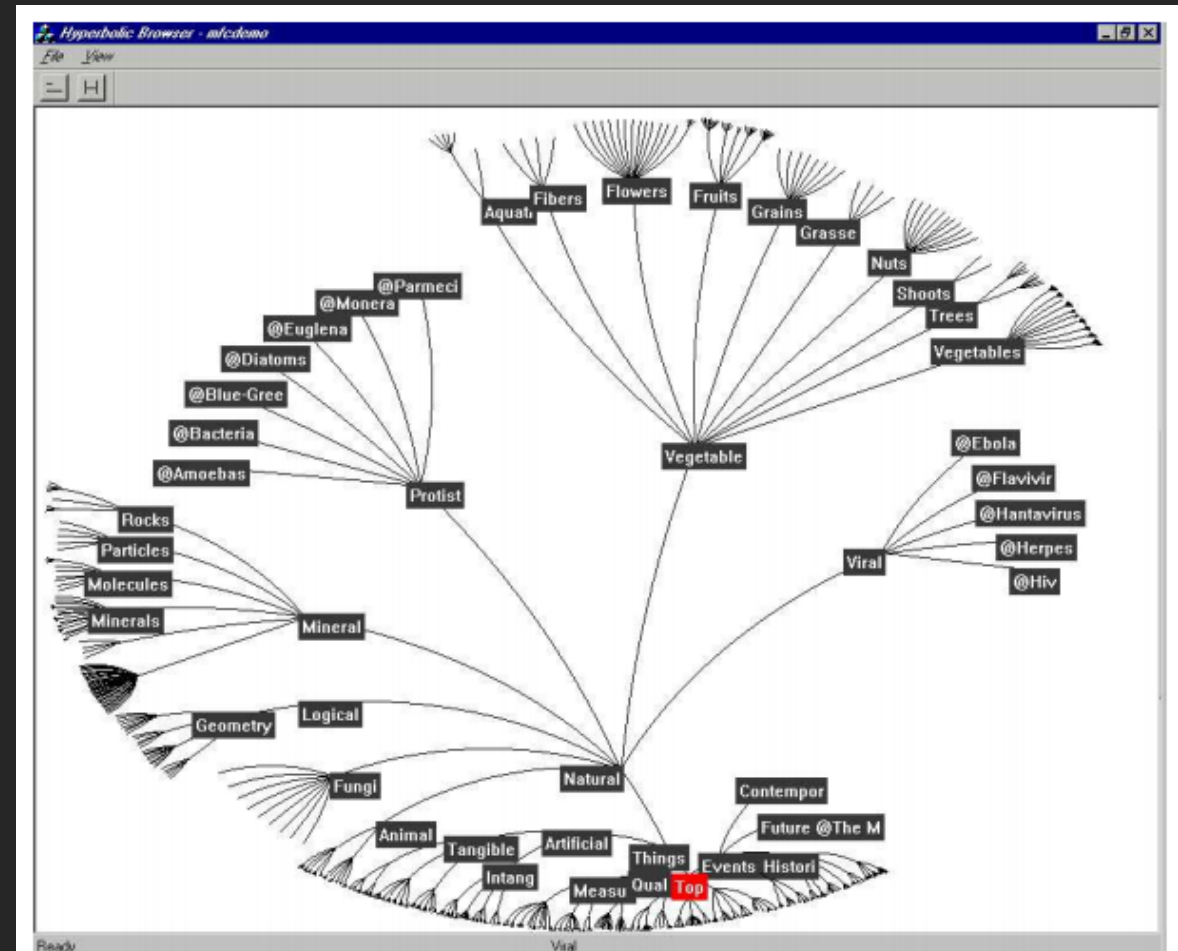 Hyperbolic Browser - mfcdemo
File View
Aquat
Fibers
Flowers
Fruits
Grains
Grasse
Nuts
Shoots
Trees
Vegetables
@Parmeci
@Monera
@Euglena
@Diatoms
@Blue-Gree
@Bacteria
@Amoebas
Protist
Vegetable
@Ebola
@Flavivir
@Hantavirus
@Herpes
@Hiv
Viral
Rocks
Particles
Molecules
Minerals
Mineral
Logical
Geometry
Fungi
Natural
Contempor
Future @The M
Animal
Tangible
Artificial
Intang
Things
Events Histori
Measu
Qual
Top
Ready Viral